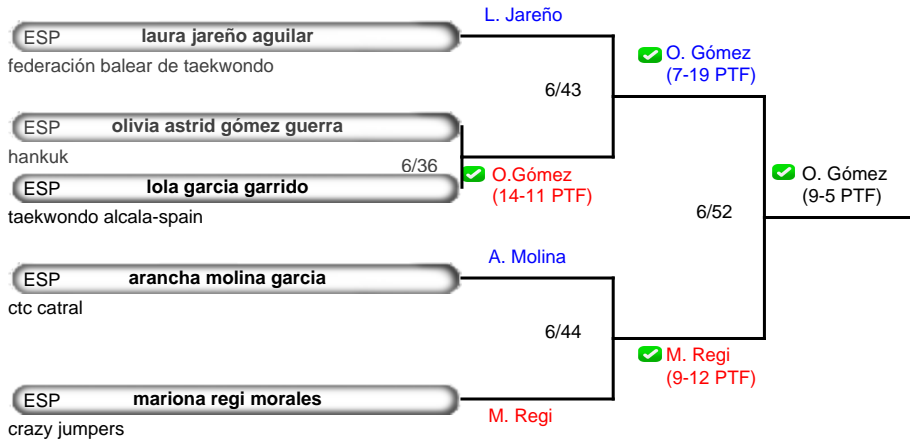 L. Jareño
ESP laura jareño aguilar
federación balear de taekwondo
O. Gómez
(7-19 PTF)
6/43
ESP olivia astrid gómez guerra
hankuk
6/36
O.Gómez
(14-11 PTF)
ESP lola garcia garrido
taekwondo alcala-spain
O. Gómez
(9-5 PTF)
6/52
A. Molina
ESP arancha molina garcia
ctc catral
6/44
M. Regi
(9-12 PTF)
ESP mariona regi morales
M. Regi
crazy jumpers